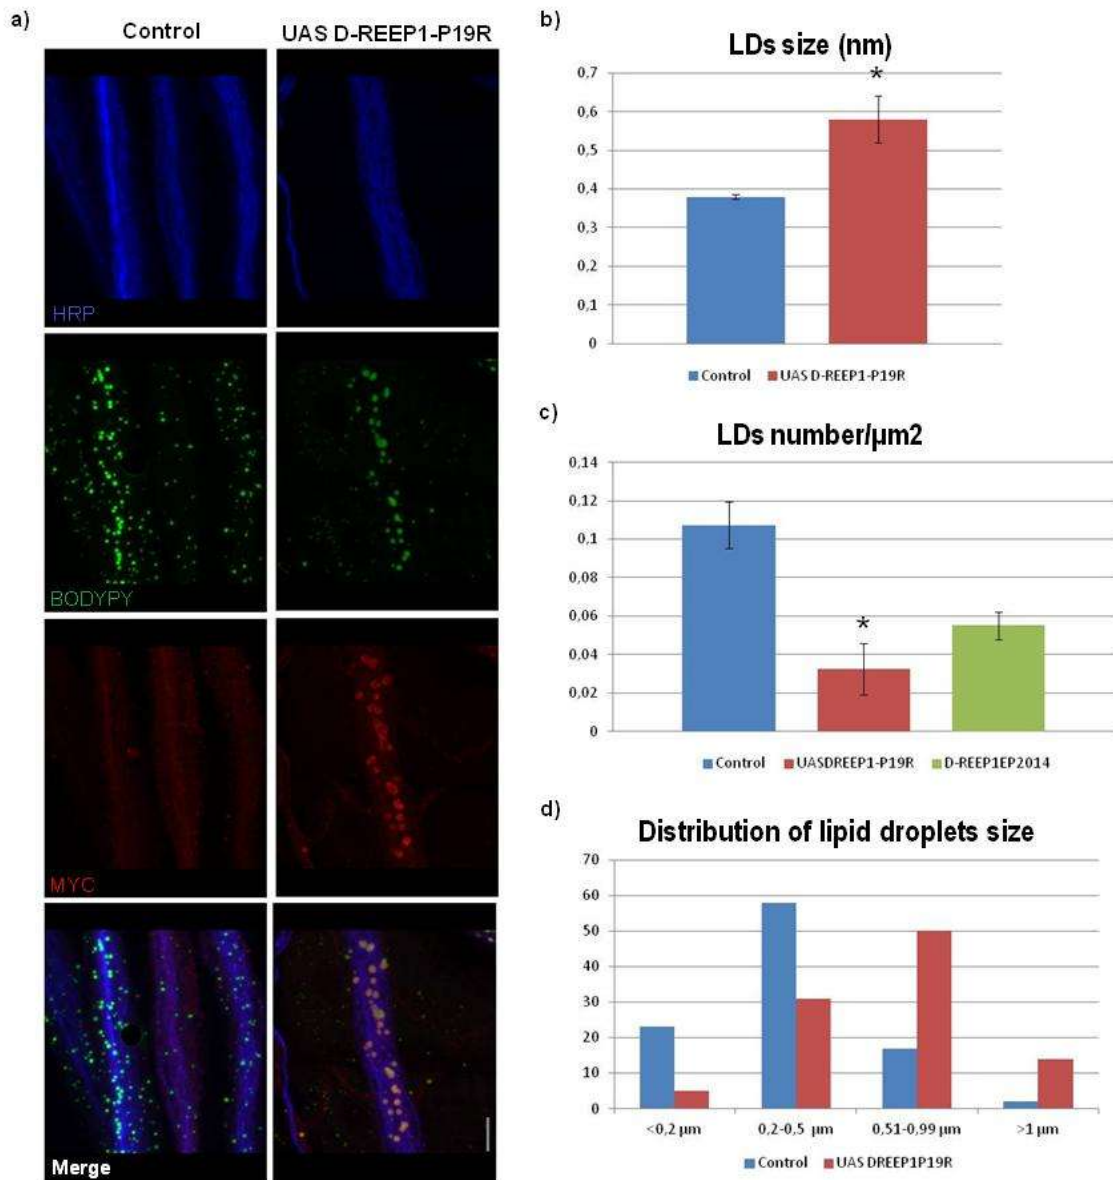 a)
Control
UAS D-REEP1-P19R
HRP
BODYPY
MYC
Merge
b)
LDs size (nm)
0,7
0,6
0,5
0,4
0,3
0,2
0,1
0
*
Control
UAS D-REEP1-P19R
c)
LDs number/µm2
0,14
0,12
0,1
0,08
0,06
0,04
0,02
0
*
Control
UASDREEP1-P19R
D-REEP1EP2014
d)
Distribution of lipid droplets size
70
60
50
40
30
20
10
0
<0,2 µm
0,2-0,5 µm
0,51-0,99 µm
>1 µm
Control
UAS DREEP1P19R